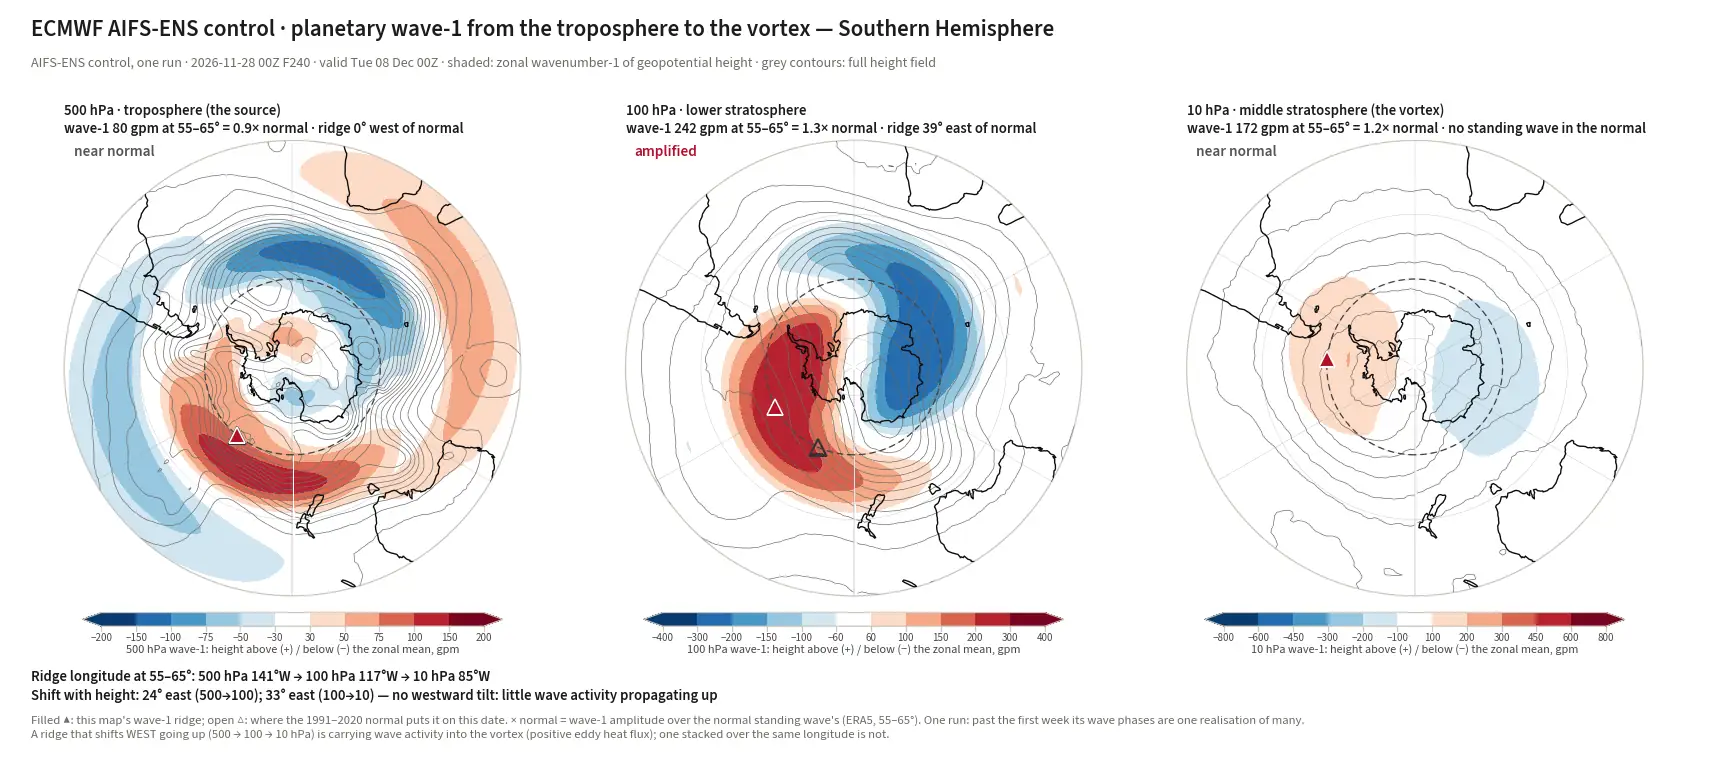 ECMWF AIFS-ENS control · planetary wave-1 from the troposphere to the vortex — Southern Hemisphere
AIFS-ENS control, one run · 2026-11-28 00Z F240 · valid Tue 08 Dec 00Z · shaded: zonal wavenumber-1 of geopotential height · grey contours: full height field
500 hPa · troposphere (the source)
wave-1 80 gpm at 55–65° = 0.9× normal · ridge 0° west of normal
near normal
100 hPa · lower stratosphere
wave-1 242 gpm at 55–65° = 1.3× normal · ridge 39° east of normal
amplified
10 hPa · middle stratosphere (the vortex)
wave-1 172 gpm at 55–65° = 1.2× normal · no standing wave in the normal
near normal
−200 −150 −100 −75 −50 −30 30 50 75 100 150 200
500 hPa wave-1: height above (+) / below (−) the zonal mean, gpm
−400 −300 −200 −150 −100 −60 60 100 150 200 300 400
100 hPa wave-1: height above (+) / below (−) the zonal mean, gpm
−800 −600 −450 −300 −200 −100 100 200 300 450 600 800
10 hPa wave-1: height above (+) / below (−) the zonal mean, gpm
Ridge longitude at 55–65°: 500 hPa 141°W → 100 hPa 117°W → 10 hPa 85°W
Shift with height: 24° east (500→100); 33° east (100→10) — no westward tilt: little wave activity propagating up
Filled ▲: this map's wave-1 ridge; open △: where the 1991–2020 normal puts it on this date. × normal = wave-1 amplitude over the normal standing wave's (ERA5, 55–65°). One run: past the first week its wave phases are one realisation of many.
A ridge that shifts WEST going up (500 → 100 → 10 hPa) is carrying wave activity into the vortex (positive eddy heat flux); one stacked over the same longitude is not.